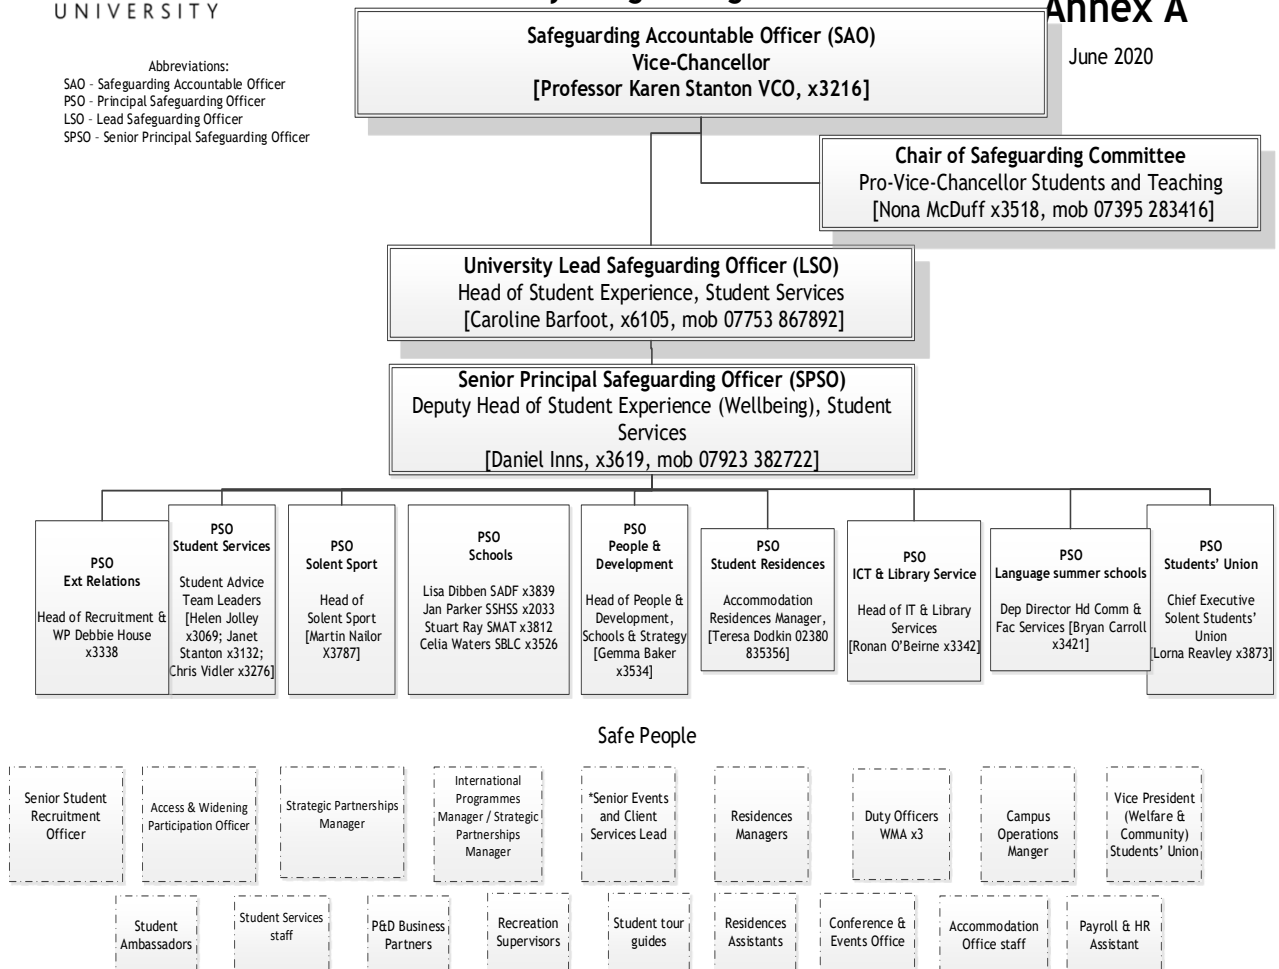 UNIVERSITY
Annex A
June 2020
Abbreviations:
SAO - Safeguarding Accountable Officer
PSO - Principal Safeguarding Officer
LSO - Lead Safeguarding Officer
SPSO - Senior Principal Safeguarding Officer
Safeguarding Accountable Officer (SAO)
Vice-Chancellor
[Professor Karen Stanton VCO, x3216]
Chair of Safeguarding Committee
Pro-Vice-Chancellor Students and Teaching
[Nona McDuff x3518, mob 07395 283416]
University Lead Safeguarding Officer (LSO)
Head of Student Experience, Student Services
[Caroline Barfoot, x6105, mob 07753 867892]
Senior Principal Safeguarding Officer (SPSO)
Deputy Head of Student Experience (Wellbeing), Student
Services
[Daniel Inns, x3619, mob 07923 382722]
PSO
Ext Relations
Head of Recruitment &
WP Debbie House
x3338
PSO
Student Services
Student Advice
Team Leaders
[Helen Jolley
x3069; Janet
Stanton x3132;
Chris Vidler x3276]
PSO
Solent Sport
Head of
Solent Sport
[Martin Nailor
X3787]
PSO
Schools
Lisa Dibben SADF x3839
Jan Parker SSHSS x2033
Stuart Ray SMAT x3812
Celia Waters SBLC x3526
PSO
People &
Development
Head of People &
Development,
Schools & Strategy
[Gemma Baker
x3534]
PSO
Student Residences
Accommodation
Residences Manager,
[Teresa Dodkin 02380
835356]
PSO
ICT & Library Service
Head of IT & Library
Services
[Ronan O'Beirne x3342]
PSO
Language summer schools
Dep Director Hd Comm &
Fac Services [Bryan Carroll
x3421]
PSO
Students' Union
Chief Executive
Solent Students'
Union
[Lorna Reavley x3873]
Safe People
Senior Student
Recruitment
Officer
Access & Widening
Participation Officer
Strategic Partnerships
Manager
International
Programmes
Manager / Strategic
Partnerships
Manager
*Senior Events
and Client
Services Lead
Residences
Managers
Duty Officers
WMA x3
Campus
Operations
Manger
Vice President
(Welfare &
Community)
Students' Union
Student
Ambassadors
Student Services
staff
P&D Business
Partners
Recreation
Supervisors
Student tour
guides
Residences
Assistants
Conference &
Events Office
Accommodation
Office staff
Payroll & HR
Assistant